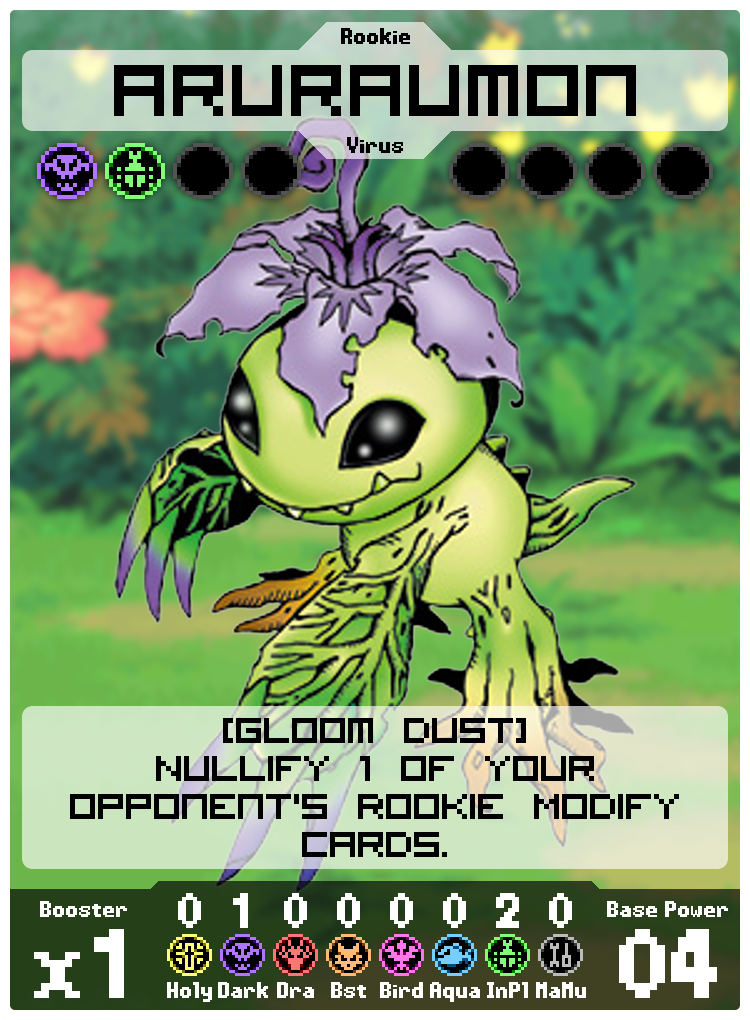 Rookie
ARURAUMON
Virus
[GLOOM DUST]
NULLIFY 1 OF YOUR
OPPONENT'S ROOKIE MODIFY
CARDS.
Booster 0 1 0 0 0 0 2 0 Base Power
x1 04
Holy Dark Dra Bst Bird Aqua InPl MaMu